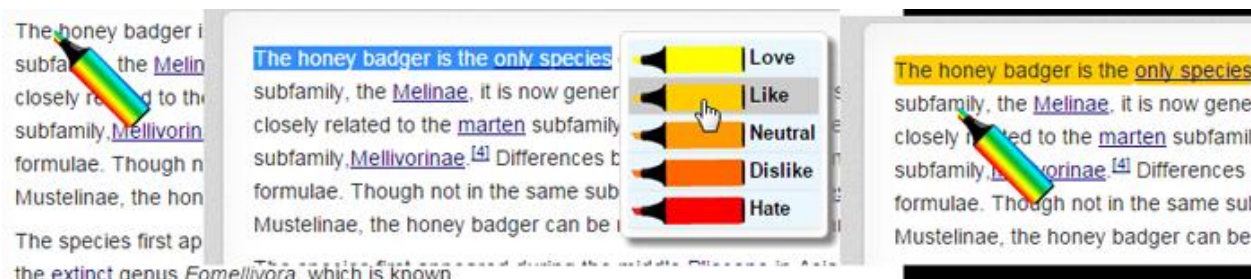 The honey badger i
subfa the Melin
closely re d to the
subfamily,Mellivorin
formulae. Though n
Mustelinae, the hon
The species first ap
the extinct genus Eomellivora, which is known
The honey badger is the only species
subfamily, the Melinae, it is now gener
closely related to the marten subfamily
subfamily,Mellivorinae.[4] Differences b
formulae. Though not in the same sub
Mustelinae, the honey badger can be
Love
Like
Neutral
Dislike
Hate
The honey badger is the only species
subfamily, the Melinae, it is now gene
closely ed to the marten subfamil
subfamily, orinae.[4] Differences
formulae. Though not in the same sul
Mustelinae, the honey badger can be